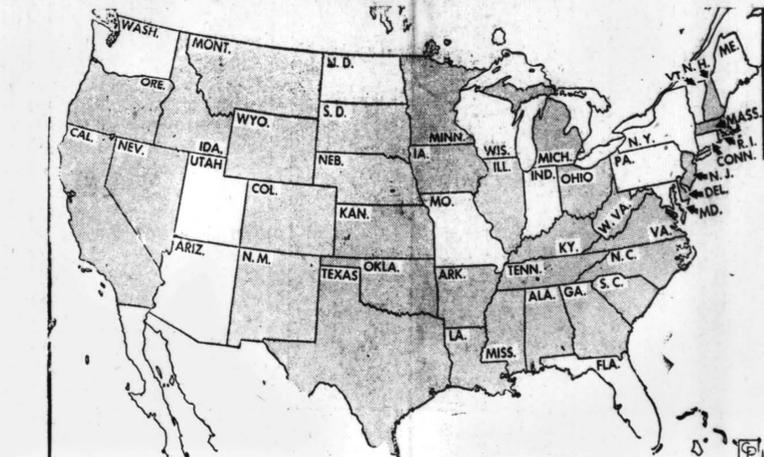 WASH.
MONT.
N. D.
ME.
VT.
N. H.
ORE.
S. D.
MINN.
WIS.
MICH.
N. Y.
MASS.
R. I.
CONN.
WYO.
IDA.
CAL.
NEV.
UTAH
NEB.
IA.
ILL.
IND.
OHIO
PA.
N. J.
DEL.
MD.
COL.
KAN.
MO.
W. VA.
KY.
VA.
ARIZ.
N. M.
TEXAS
OKLA.
ARK.
TENN.
N. C.
S. C.
ALA.
GA.
LA.
MISS.
FLA.